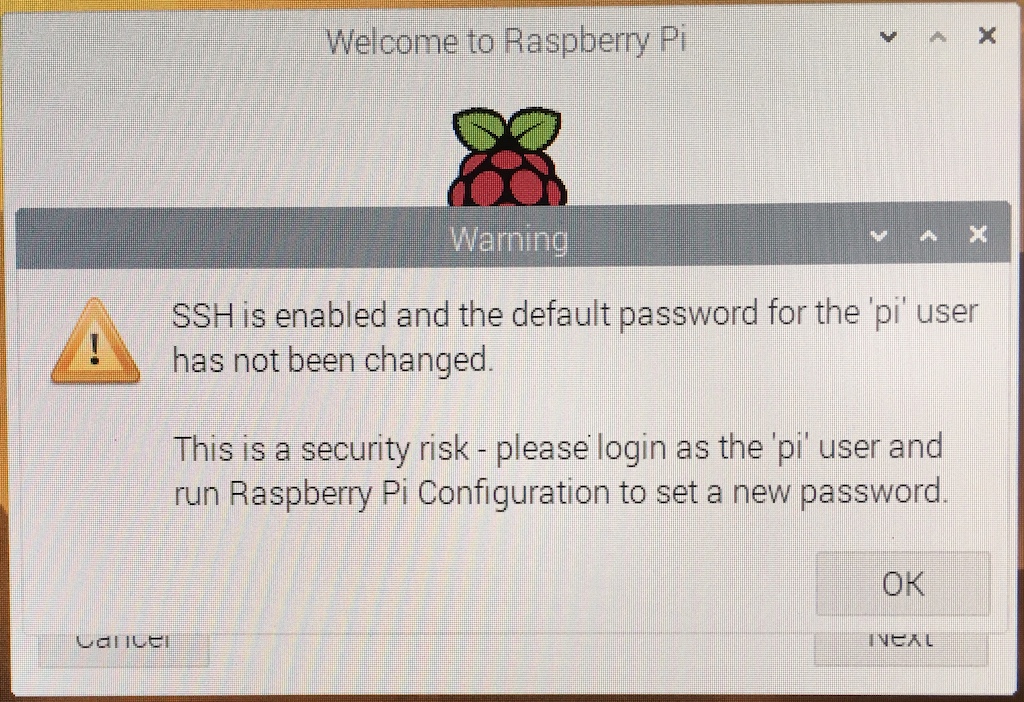 Welcome to Raspberry Pi
Warning
SSH is enabled and the default password for the 'pi' user
has not been changed.
This is a security risk - please login as the 'pi' user and
run Raspberry Pi Configuration to set a new password.
OK
Cancel
Next